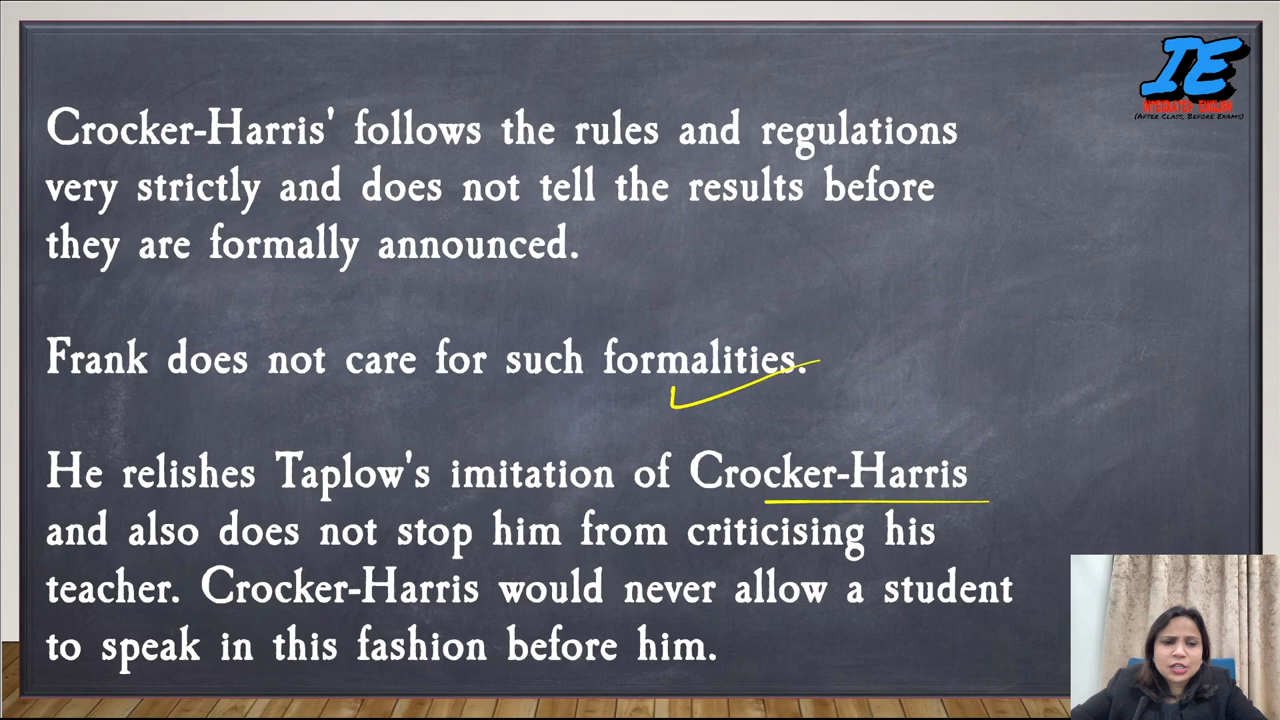 IE
INTEGRATED ENGLISH
(AFTER CLASS, BEFORE EXAMS)
Crocker-Harris' follows the rules and regulations
very strictly and does not tell the results before
they are formally announced.
Frank does not care for such formalities.
He relishes Taplow's imitation of Crocker-Harris
and also does not stop him from criticising his
teacher. Crocker-Harris would never allow a student
to speak in this fashion before him.